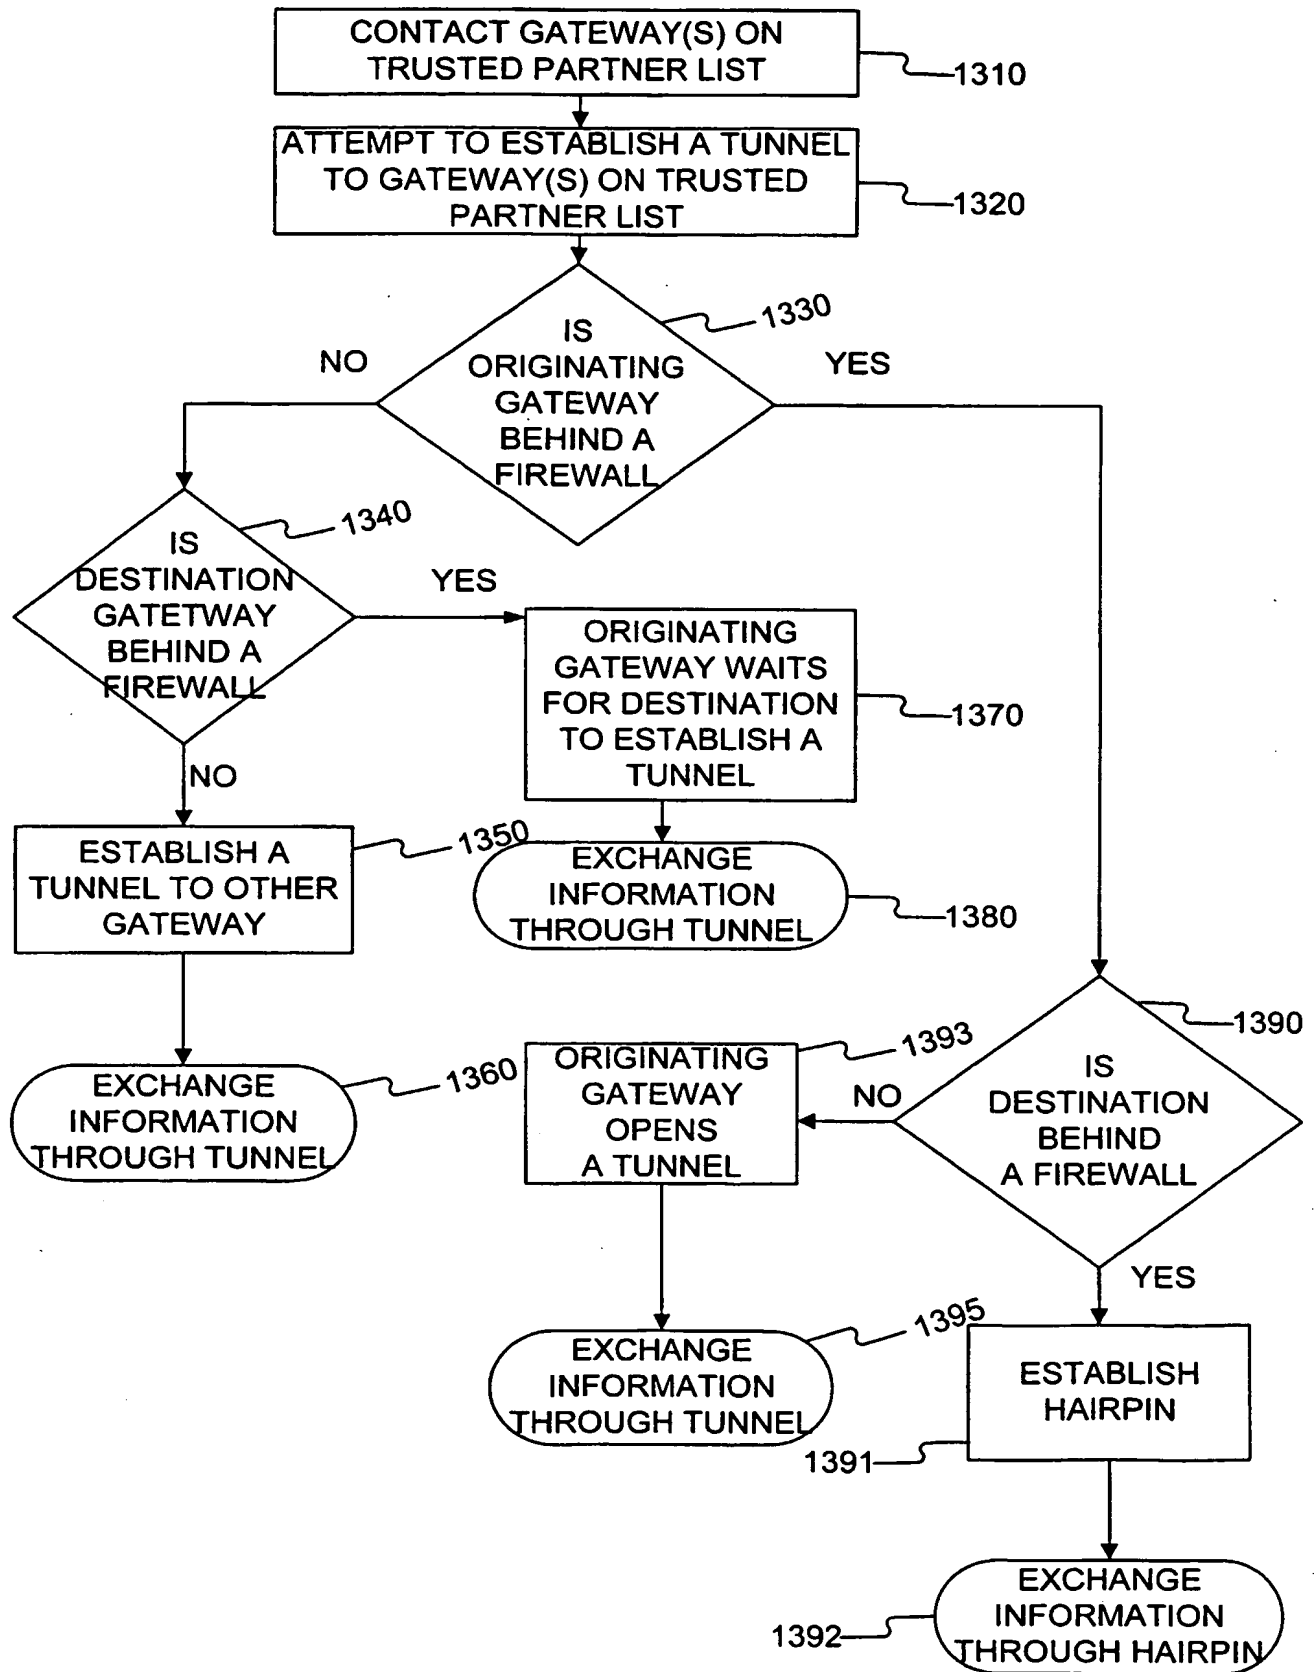 CONTACT GATEWAY(S) ON
TRUSTED PARTNER LIST
1310
ATTEMPT TO ESTABLISH A TUNNEL
TO GATEWAY(S) ON TRUSTED
PARTNER LIST
1320
1330
IS
ORIGINATING
GATEWAY
BEHIND A
FIREWALL
NO
YES
1340
IS
DESTINATION
GATETWAY
BEHIND A
FIREWALL
YES
NO
ORIGINATING
GATEWAY WAITS
FOR DESTINATION
TO ESTABLISH A
TUNNEL
1370
1350
ESTABLISH A
TUNNEL TO OTHER
GATEWAY
EXCHANGE
INFORMATION
THROUGH TUNNEL
1380
1360
EXCHANGE
INFORMATION
THROUGH TUNNEL
1390
IS
DESTINATION
BEHIND
A FIREWALL
NO
YES
1393
ORIGINATING
GATEWAY
OPENS
A TUNNEL
1395
EXCHANGE
INFORMATION
THROUGH TUNNEL
ESTABLISH
HAIRPIN
1391
EXCHANGE
INFORMATION
THROUGH HAIRPIN
1392